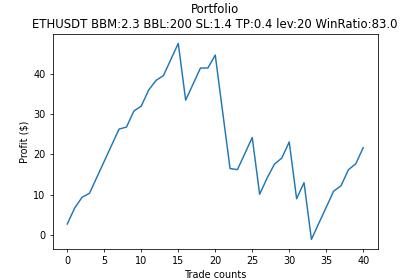 Portfolio
ETHUSDT BBM:2.3 BBL:200 SL:1.4 TP:0.4 lev:20 WinRatio:83.0
Profit ($)
40
30
20
10
0
0 5 10 15 20 25 30 35 40
Trade counts